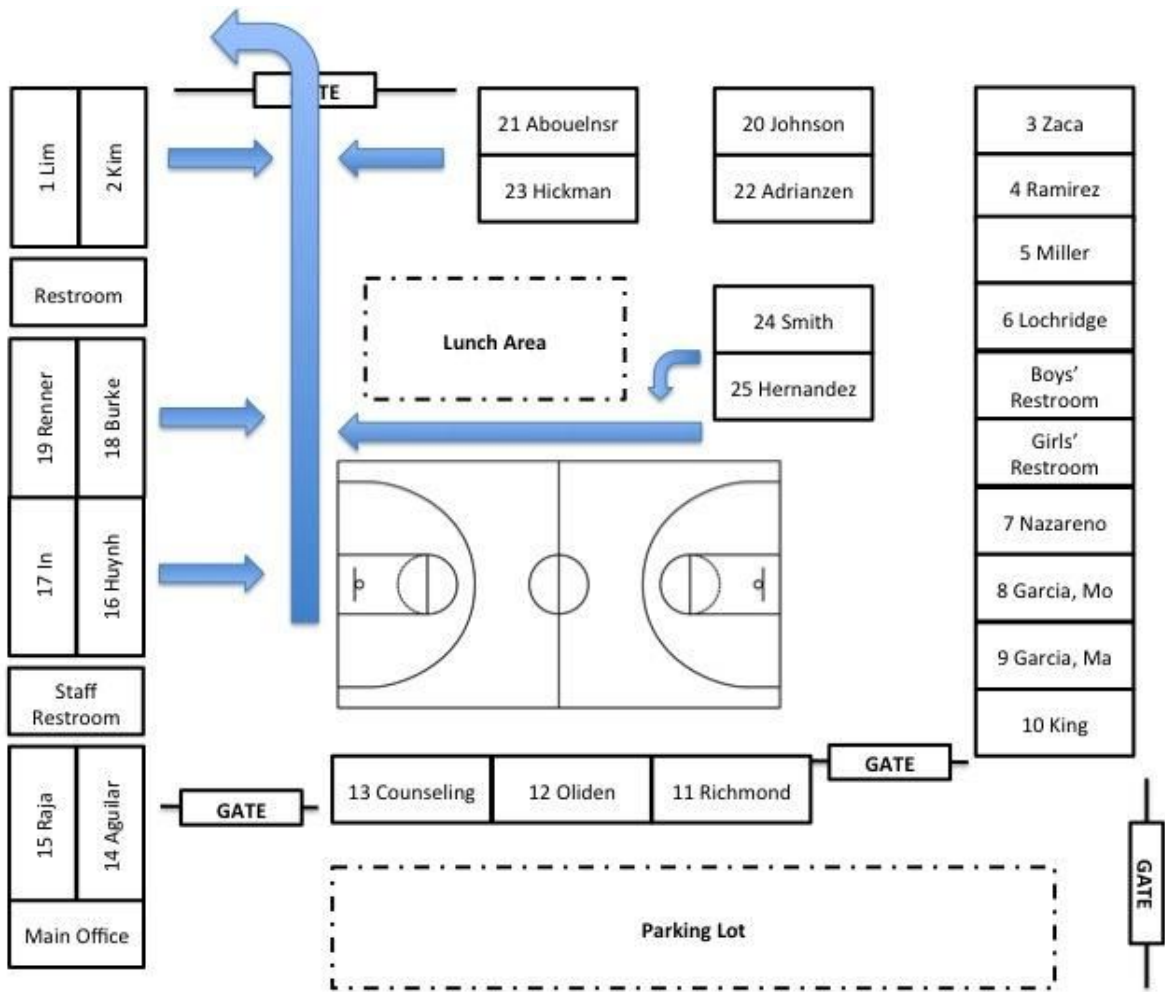 GATE
1 Lim
2 Kim
21 Abouelnsr
20 Johnson
3 Zaca
23 Hickman
22 Adrianzen
4 Ramirez
5 Miller
Restroom
Lunch Area
24 Smith
6 Lochridge
25 Hernandez
Boys'
Restroom
19 Renner
18 Burke
Girls'
Restroom
7 Nazareno
17 In
16 Huynh
8 Garcia, Mo
9 Garcia, Ma
Staff
Restroom
10 King
GATE
13 Counseling
12 Oliden
11 Richmond
GATE
15 Raja
14 Aguilar
GATE
Main Office
Parking Lot